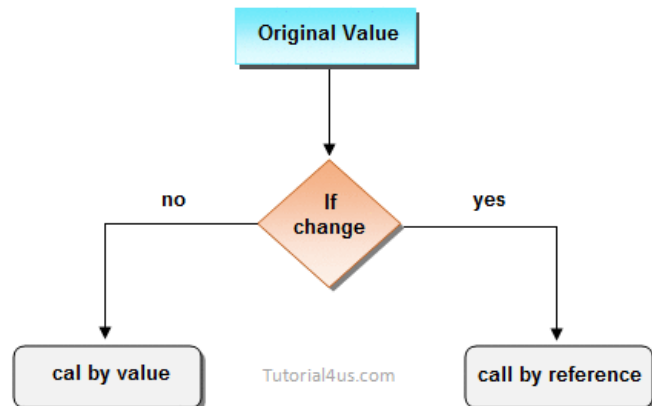 Original Value
If
change
no
yes
cal by value
Tutorial4us.com
call by reference